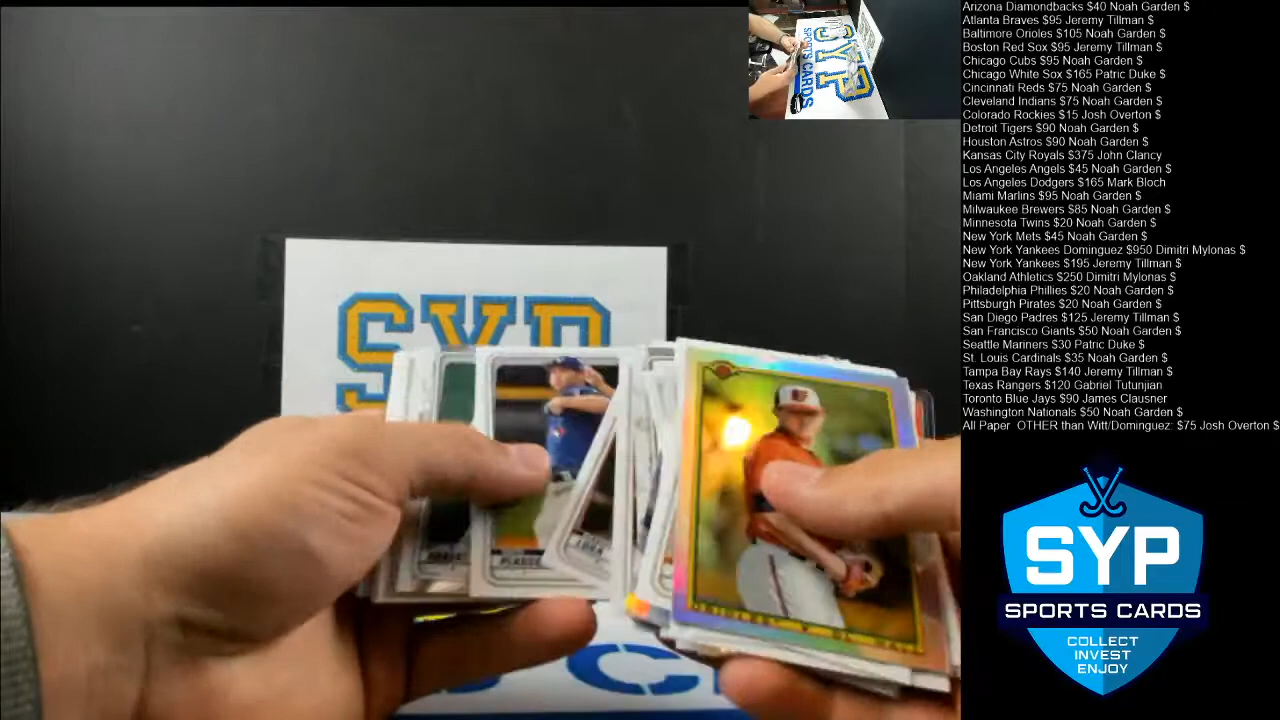 Arizona Diamondbacks $40 Noah Garden $
Atlanta Braves $95 Jeremy Tillman $
Baltimore Orioles $105 Noah Garden $
Boston Red Sox $95 Jeremy Tillman $
Chicago Cubs $95 Noah Garden $
Chicago White Sox $165 Patric Duke $
Cincinnati Reds $75 Noah Garden $
Cleveland Indians $75 Noah Garden $
Colorado Rockies $15 Josh Overton $
Detroit Tigers $90 Noah Garden $
Houston Astros $90 Noah Garden $
Kansas City Royals $375 John Clancy
Los Angeles Angels $45 Noah Garden $
Los Angeles Dodgers $165 Mark Bloch
Miami Marlins $95 Noah Garden $
Milwaukee Brewers $85 Noah Garden $
Minnesota Twins $20 Noah Garden $
New York Mets $45 Noah Garden $
New York Yankees Dominguez $950 Dimitri Mylonas $
New York Yankees $195 Jeremy Tillman $
Oakland Athletics $250 Dimitri Mylonas $
Philadelphia Phillies $20 Noah Garden $
Pittsburgh Pirates $20 Noah Garden $
San Diego Padres $125 Jeremy Tillman $
San Francisco Giants $50 Noah Garden $
Seattle Mariners $30 Patric Duke $
St. Louis Cardinals $35 Noah Garden $
Tampa Bay Rays $140 Jeremy Tillman $
Texas Rangers $120 Gabriel Tutunjian
Toronto Blue Jays $90 James Clausner
Washington Nationals $50 Noah Garden $
All Paper OTHER than Witt/Dominguez: $75 Josh Overton $
SYP
SPORTS CARDS
SYP
SYP
SPORTS CARDS
COLLECT
INVEST
ENJOY